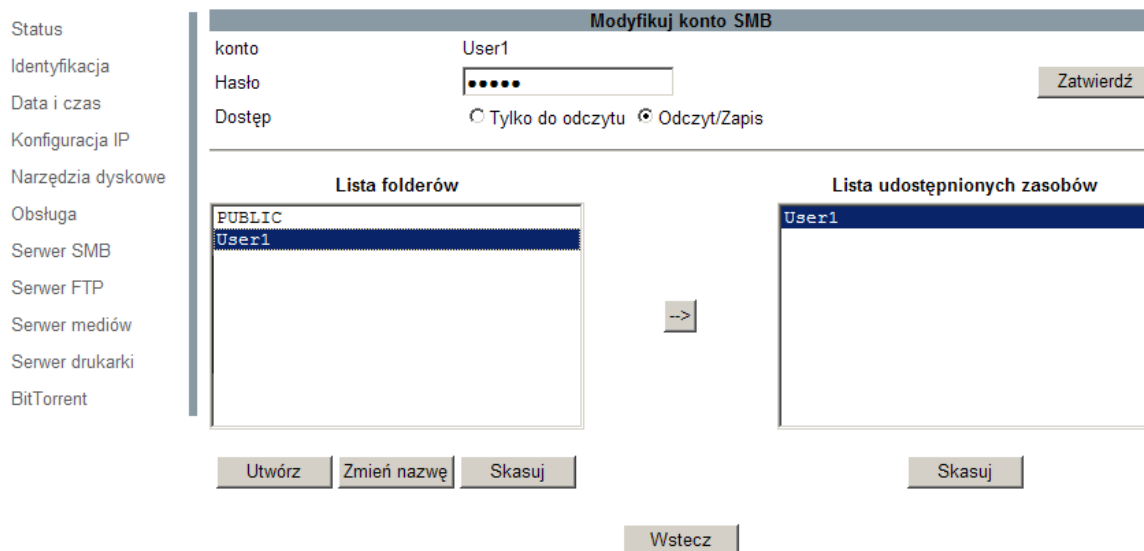 Status
Identyfikacja
Data i czas
Konfiguracja IP
Narzędzia dyskowe
Obsługa
Serwer SMB
Serwer FTP
Serwer mediów
Serwer drukarki
BitTorrent
Modyfikuj konto SMB
konto User1
Hasło ●●●●● Zatwierdź
Dostęp Tylko do odczytu Odczyt/Zapis
Lista folderów
PUBLIC
User1
-->
Lista udostępnionych zasobów
User1
Utwórz Zmień nazwę Skasuj
Skasuj
Wstecz